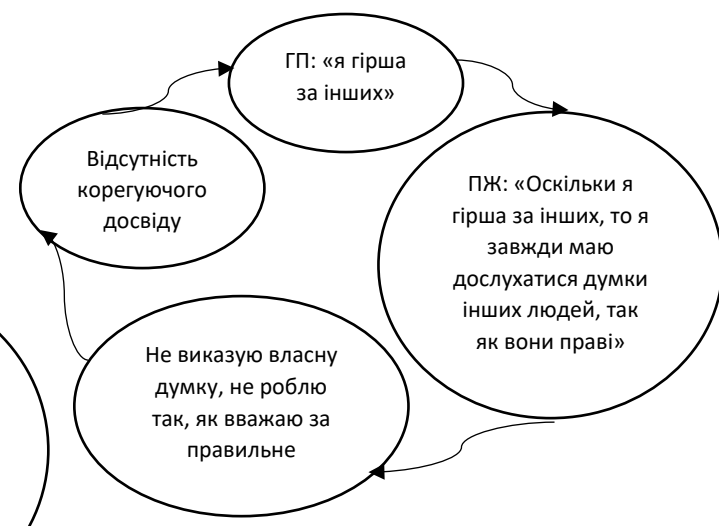 ГП: «я гірша
за інших»
ПЖ: «Оскільки я
гірша за інших, то я
завжди маю
дослухатися думки
інших людей, так
як вони праві»
Не виказую власну
думку, не роблю
так, як вважаю за
правильне
Відсутність
корегуючого
досвіду